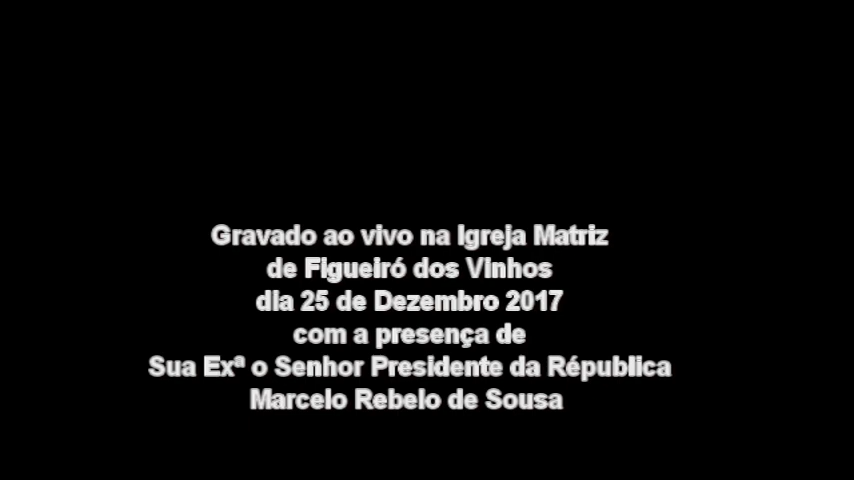 Gravado ao vivo na Igreja Matriz
de Figueiró dos Vinhos
dia 25 de Dezembro 2017
com a presença de
Sua Exª o Senhor Presidente da Républica
Marcelo Rebelo de Sousa